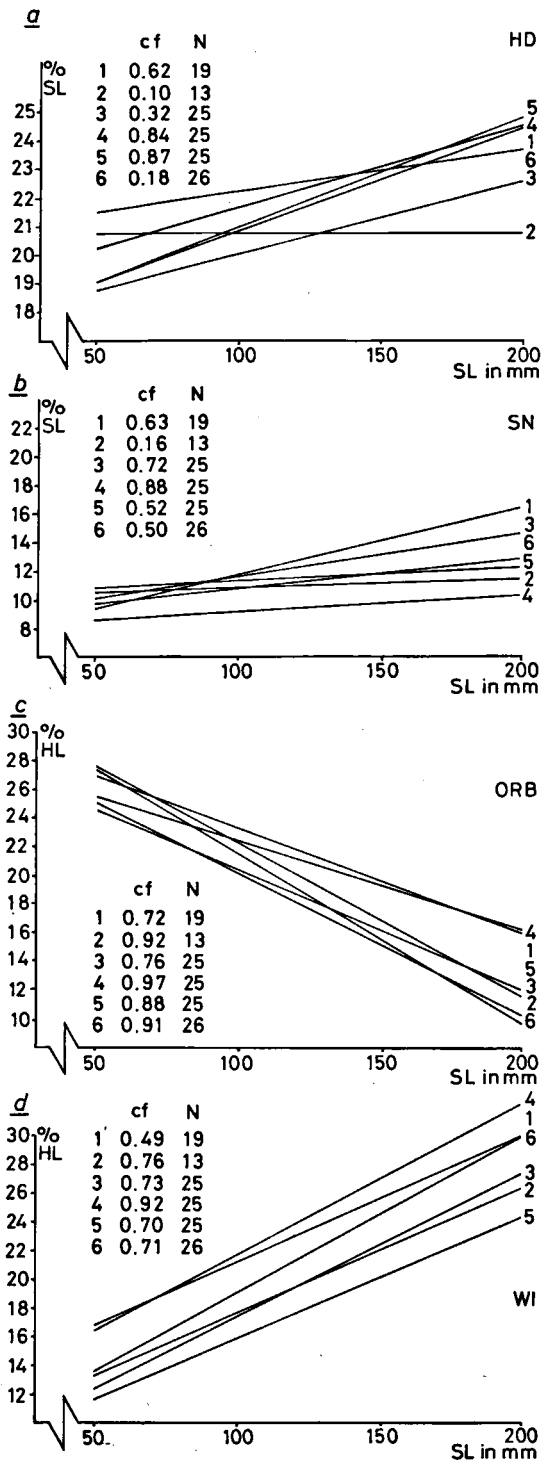 a
cf N HD
% SL
1 0.62 19
2 0.10 13
3 0.32 25
4 0.84 25
5 0.87 25
6 0.18 26
25
24
23
22
21
20
19
18
5
4
1
6
3
2
50 100 150 200
SL in mm
b
cf N SN
% SL
1 0.63 19
2 0.16 13
3 0.72 25
4 0.88 25
5 0.52 25
6 0.50 26
22
20
18
16
14
12
10
8
1
3
6
5
2
4
50 100 150 200
SL in mm
c
% HL
ORB
30
28
26
24
22
20
18
16
14
12
10
cf N
1 0.72 19
2 0.92 13
3 0.76 25
4 0.97 25
5 0.88 25
6 0.91 26
4
1
5
3
2
6
50 100 150 200
SL in mm
d
cf N
% HL
1 0.49 19
2 0.76 13
3 0.73 25
4 0.92 25
5 0.70 25
6 0.71 26
30
28
26
24
22
20
18
16
14
12
4
1
6
3
2
5
WI
50 100 150 200
SL in mm